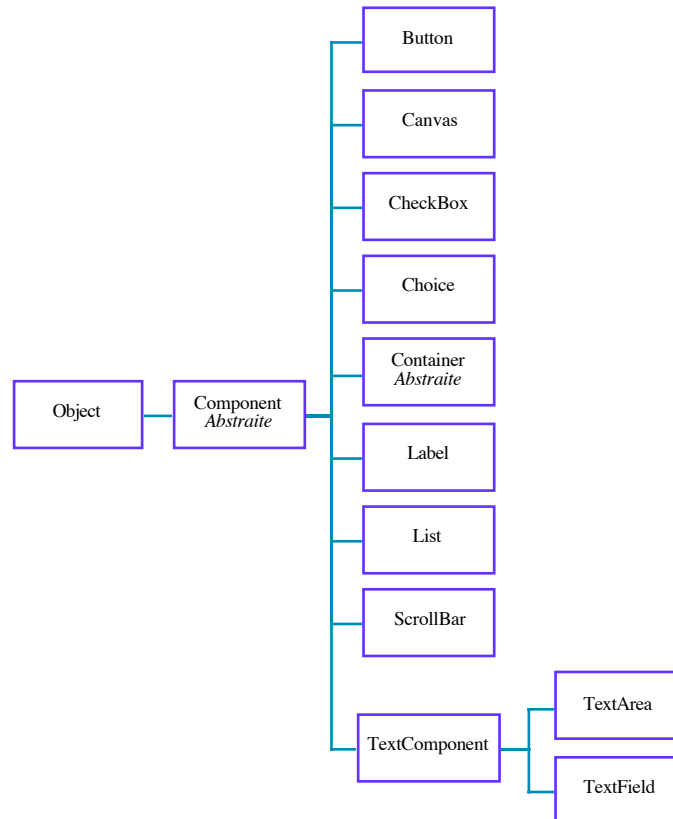 Button
Canvas
CheckBox
Choice
Container
Abstraite
Object
Component
Abstraite
Label
List
ScrollBar
TextArea
TextComponent
TextField